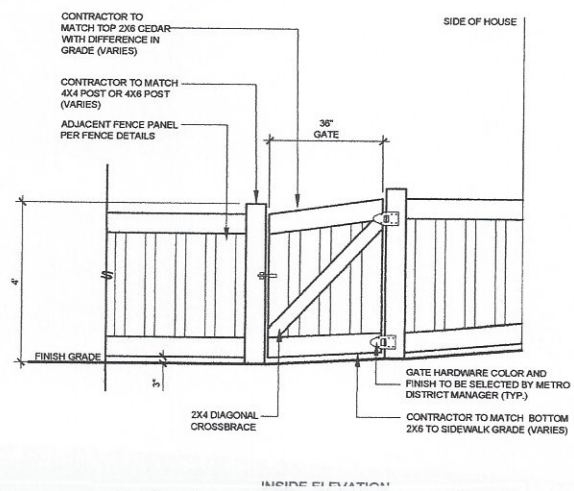 CONTRACTOR TO
MATCH TOP 2X6 CEDAR
WITH DIFFERENCE IN
GRADE (VARIES)
SIDE OF HOUSE
CONTRACTOR TO MATCH
4X4 POST OR 4X6 POST
(VARIES)
ADJACENT FENCE PANEL
PER FENCE DETAILS
36"
GATE
4'
FINISH GRADE
3"
GATE HARDWARE COLOR AND
FINISH TO BE SELECTED BY METRO
DISTRICT MANAGER (TYP.)
2X4 DIAGONAL
CROSSBRACE
CONTRACTOR TO MATCH BOTTOM
2X6 TO SIDEWALK GRADE (VARIES)
INSIDE ELEVATION